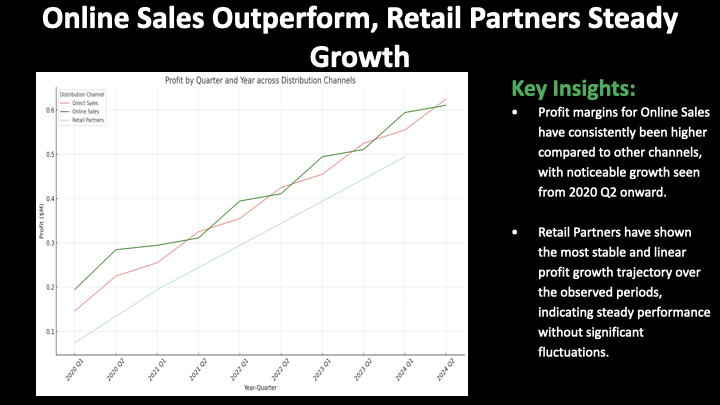 Online Sales Outperform, Retail Partners Steady
Growth
Profit by Quarter and Year across Distribution Channels
Distribution Channel
Direct Sales
Online Sales
Retail Partners
Profit ($M)
0.6
0.5
0.4
0.3
0.2
0.1
2020 Q1
2020 Q2
2021 Q1
2021 Q2
2022 Q1
2022 Q2
2023 Q1
2023 Q2
2024 Q1
2024 Q2
Year-Quarter
Key Insights:
• Profit margins for Online Sales
have consistently been higher
compared to other channels,
with noticeable growth seen
from 2020 Q2 onward.
• Retail Partners have shown
the most stable and linear
profit growth trajectory over
the observed periods,
indicating steady performance
without significant
fluctuations.